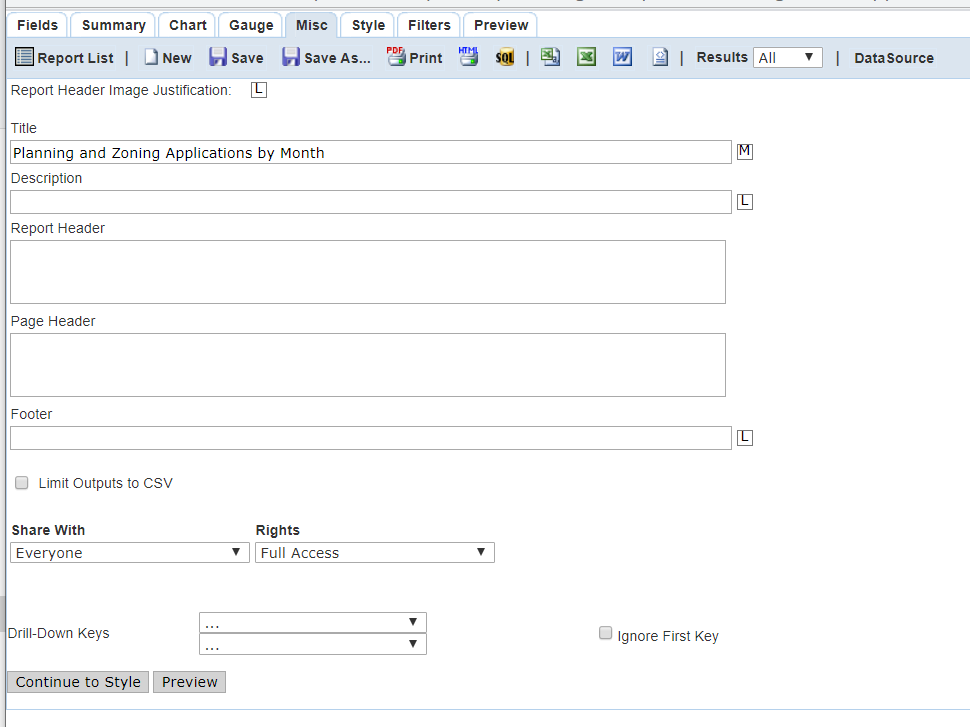 Fields Summary Chart Gauge Misc Style Filters Preview
Report List | New Save Save As... PDF Print HTML SQL | X X W | Results All ▼ | DataSource
Report Header Image Justification: L
Title
Planning and Zoning Applications by Month M
Description
L
Report Header
Page Header
Footer
L
Limit Outputs to CSV
Share With Rights
Everyone ▼ Full Access ▼
... ▼
Drill-Down Keys Ignore First Key
... ▼
Continue to Style Preview